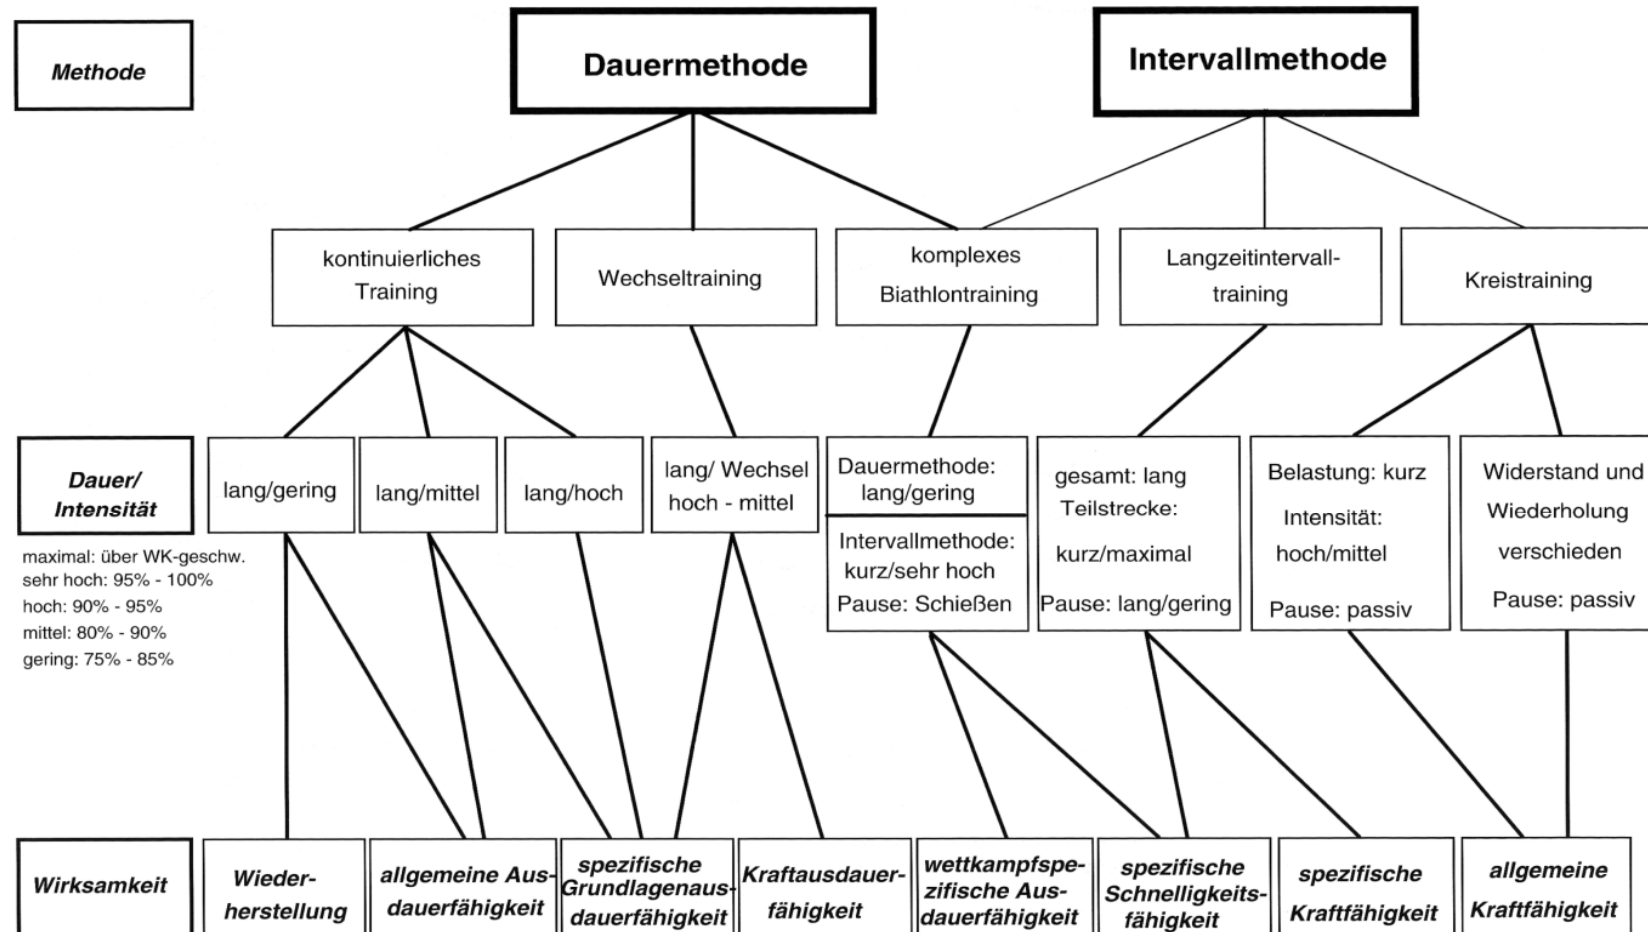 Methode
Dauermethode
Intervallmethode
kontinuierliches
Training
Wechseltraining
komplexes
Biathlontraining
Langzeitintervall-
training
Kreistraining
Dauer/
Intensität
maximal: über WK-geschw.
sehr hoch: 95% - 100%
hoch: 90% - 95%
mittel: 80% - 90%
gering: 75% - 85%
lang/gering
lang/mittel
lang/hoch
lang/ Wechsel
hoch - mittel
Dauermethode:
lang/gering
Intervallmethode:
kurz/sehr hoch
Pause: Schießen
gesamt: lang
Teilstrecke:
kurz/maximal
Pause: lang/gering
Belastung: kurz
Intensität:
hoch/mittel
Pause: passiv
Widerstand und
Wiederholung
verschieden
Pause: passiv
Wirksamkeit
Wieder-
herstellung
allgemeine Aus-
dauerfähigkeit
spezifische
Grundlagenaus-
dauerfähigkeit
Kraftausdauer-
fähigkeit
wettkampfspe-
zifische Aus-
dauerfähigkeit
spezifische
Schnelligkeits-
fähigkeit
spezifische
Kraftfähigkeit
allgemeine
Kraftfähigkeit